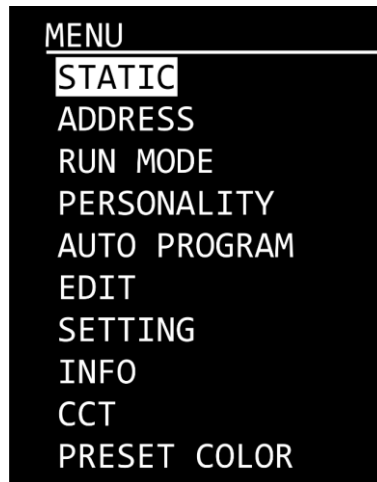 MENU
STATIC
ADDRESS
RUN MODE
PERSONALITY
AUTO PROGRAM
EDIT
SETTING
INFO
CCT
PRESET COLOR